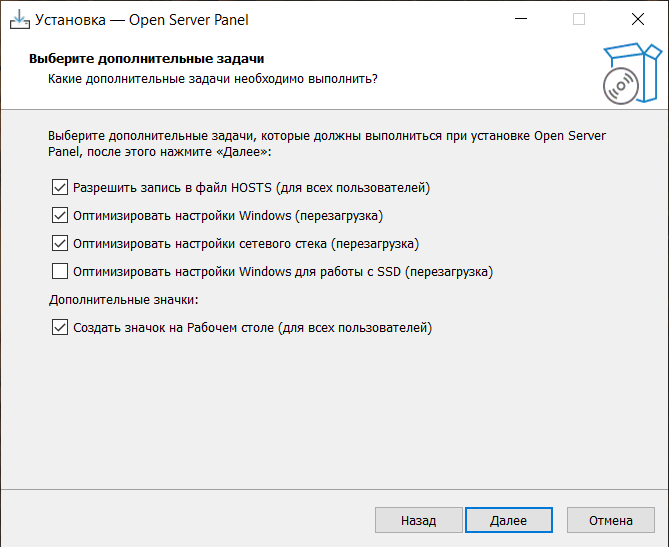 Установка — Open Server Panel
Выберите дополнительные задачи
Какие дополнительные задачи необходимо выполнить?
Выберите дополнительные задачи, которые должны выполниться при установке Open Server
Panel, после этого нажмите «Далее»:
Разрешить запись в файл HOSTS (для всех пользователей)
Оптимизировать настройки Windows (перезагрузка)
Оптимизировать настройки сетевого стека (перезагрузка)
Оптимизировать настройки Windows для работы с SSD (перезагрузка)
Дополнительные значки:
Создать значок на Рабочем столе (для всех пользователей)
Назад
Далее
Отмена